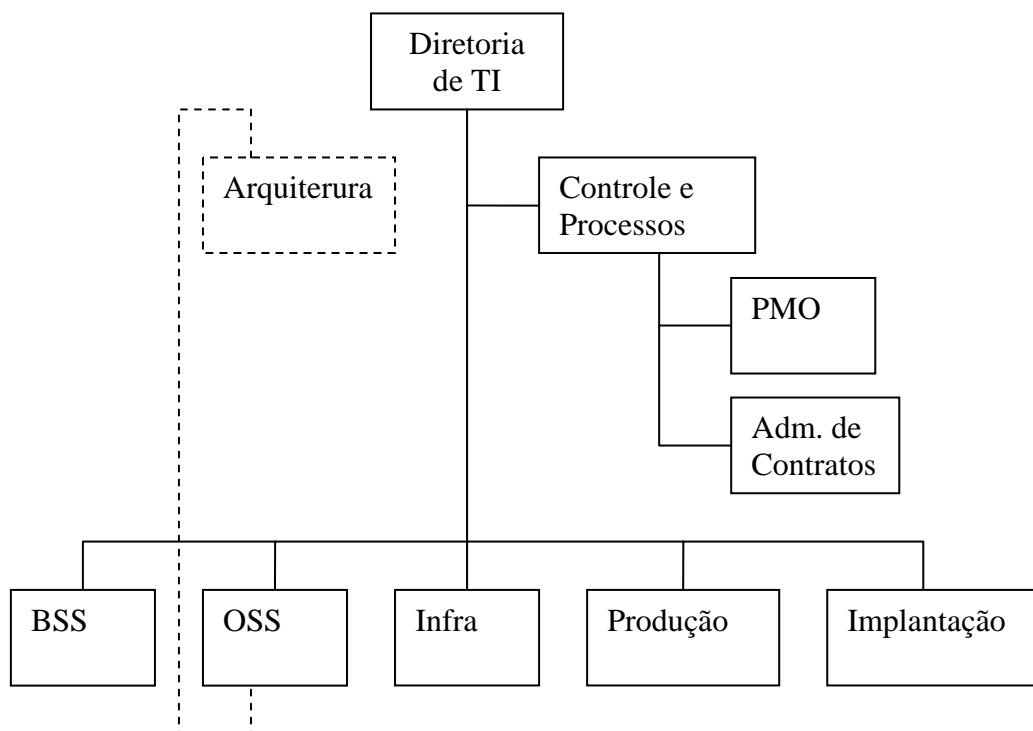 Diretoria
de TI
Arquiterura
Controle e
Processos
PMO
Adm. de
Contratos
BSS
OSS
Infra
Produção
Implantação